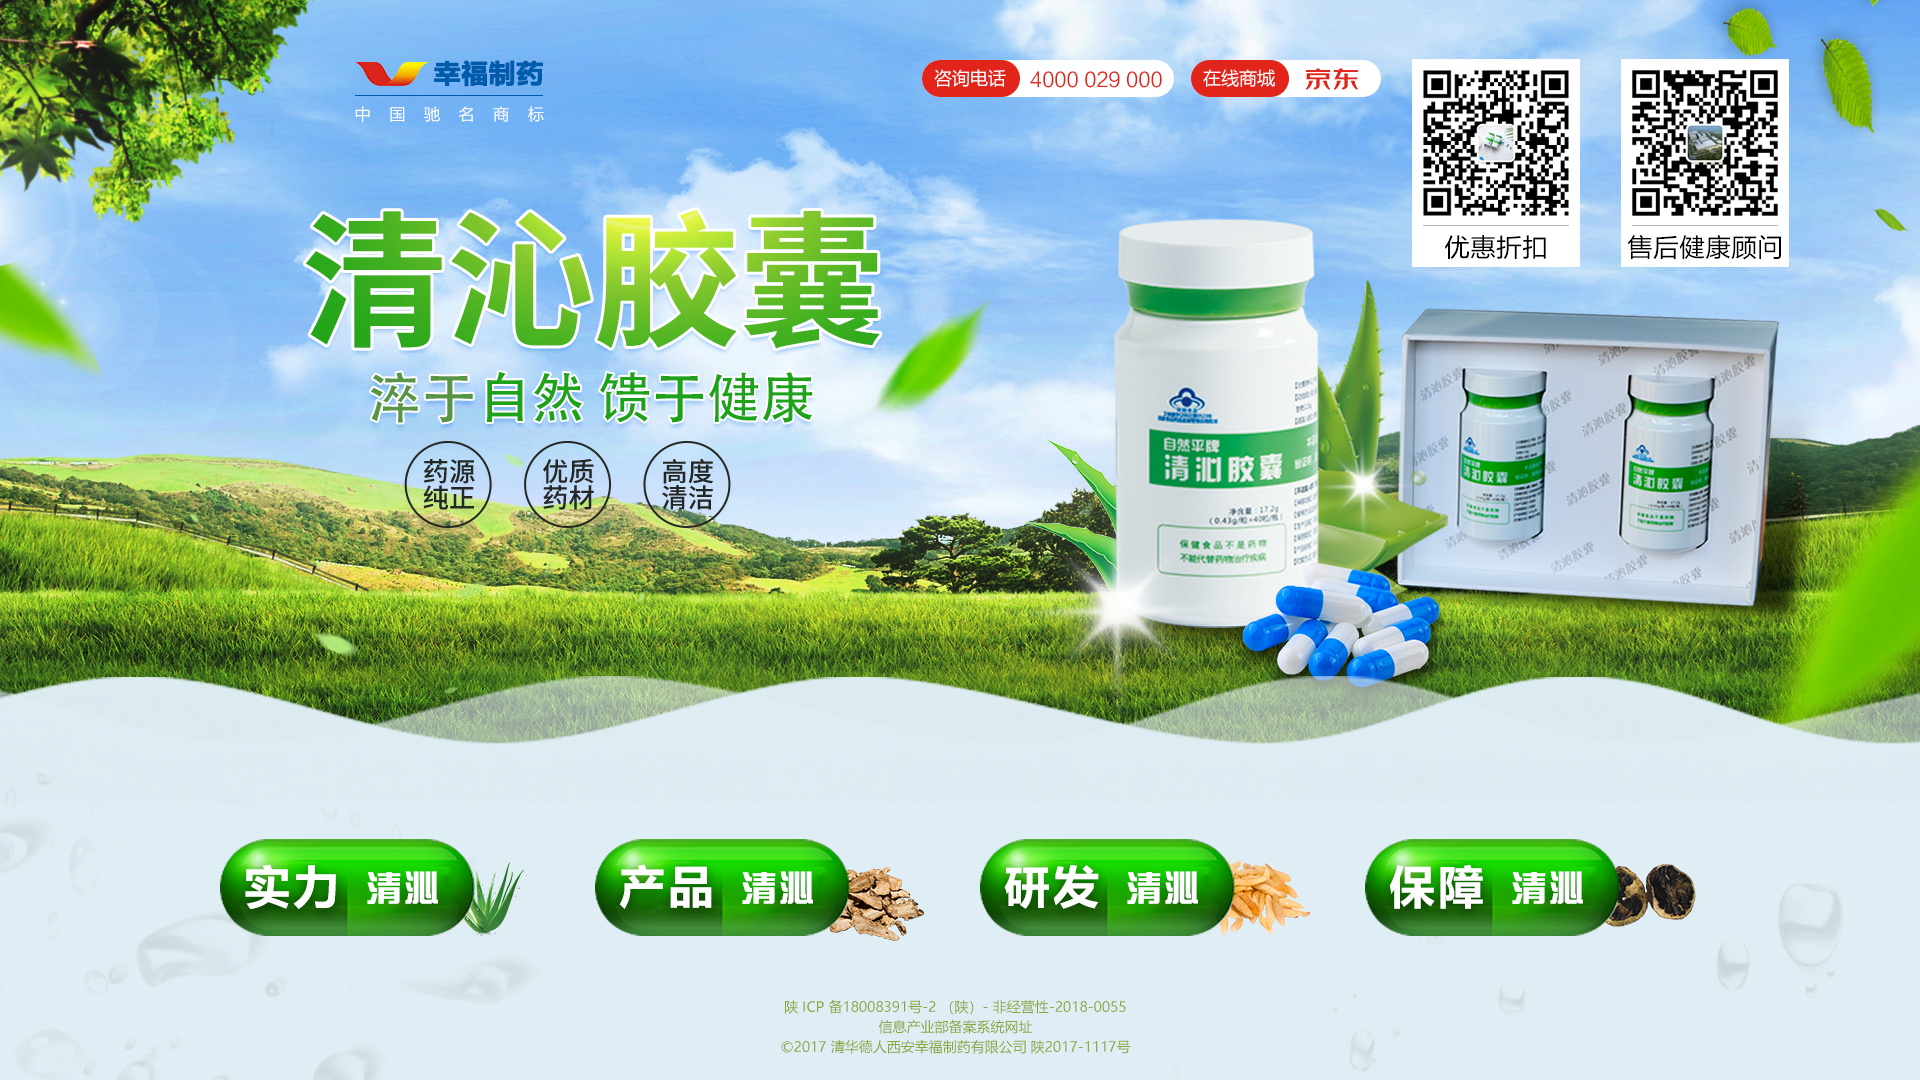 幸福制药
中国驰名商标
咨询电话 4000 029 000
在线商城 京东
优惠折扣
售后健康顾问
清沁胶囊
淬于自然 馈于健康
药源
纯正
优质
药材
高度
清洁
自然平牌
清沁胶囊
净含量:17.2g
(0.43g/粒×40粒/瓶)
保健食品不是药物
不能代替药物治疗疾病
清沁胶囊
清沁胶囊
实力 清沁
产品 清沁
研发 清沁
保障 清沁
陕 ICP 备18008391号-2 (陕) - 非经营性-2018-0055
信息产业部备案系统网址
©2017 清华德人西安幸福制药有限公司 陕2017-1117号